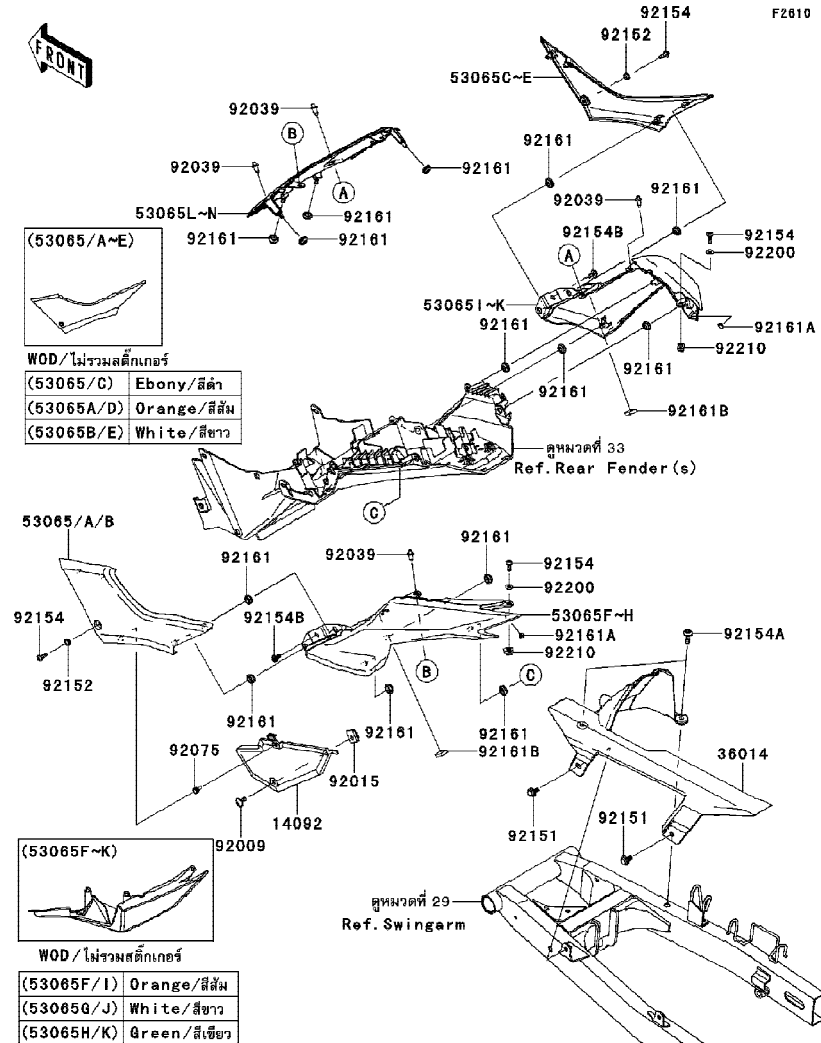 F2610
FRONT
92154
92152
53065C~E
92039
B
92039
92161
92161
A
92161
53065L~N
92161
92161
92161
92039
92161
92154
92154B
A
92200
(53065/A~E)
53065I~K
92161
92161A
92210
92161
92161
92161B
WOD/ไม่รวมสติ๊กเกอร์
(53065/C) Ebony/สีดำ
(53065A/D) Orange/สีส้ม
(53065B/E) White/สีขาว
ดูหมวดที่ 33
Ref.Rear Fender(s)
C
53065/A/B
92161
92039
92161
92154
92200
53065F~H
92154
92154B
92161A
92154A
92152
92210
B
C
92161
92161
92161
92161B
92075
92015
36014
14092
92009
92151
92151
(53065F~K)
ดูหมวดที่ 29
Ref.Swingarm
WOD/ไม่รวมสติ๊กเกอร์
(53065F/I) Orange/สีส้ม
(53065G/J) White/สีขาว
(53065H/K) Green/สีเขียว